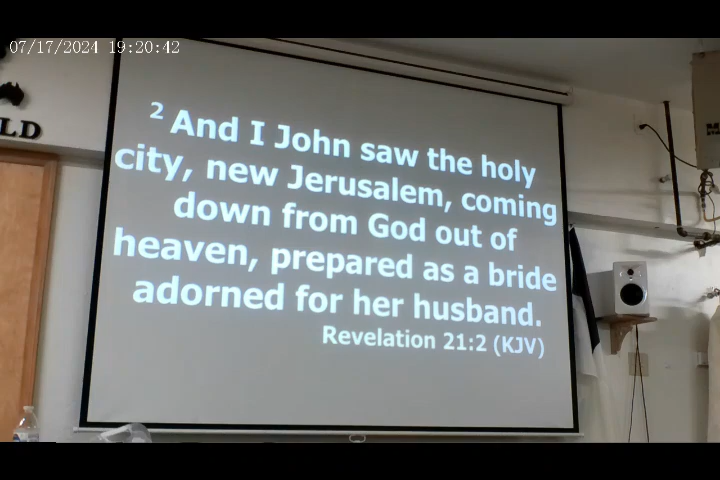 07/17/2024 19:20:42
LD
2 And I John saw the holy
city, new Jerusalem, coming
down from God out of
heaven, prepared as a bride
adorned for her husband.
Revelation 21:2 (KJV)